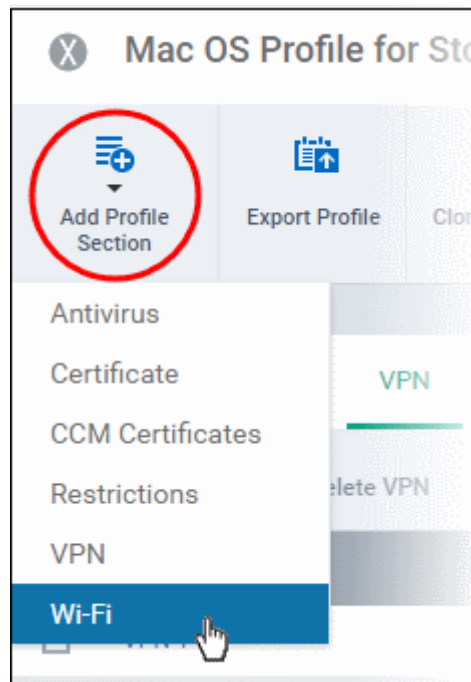 X Mac OS Profile for Sto
Add Profile
Section
Export Profile
Clon
Antivirus
Certificate
VPN
CCM Certificates
Restrictions
elete VPN
VPN
Wi-Fi